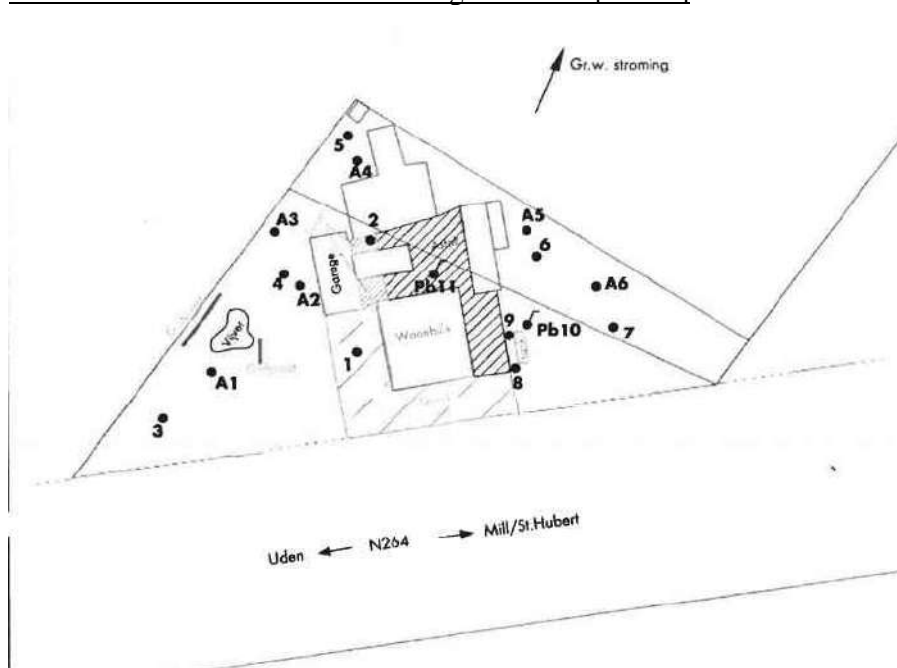 Gr.w. stroming
5
A4
A3
2
A5
6
4
A2
Garage
Pb11
A6
Vijver
9
Pb10
7
1
Woonhuis
8
A1
3
Uden ← N264 → Mill/St.Hubert